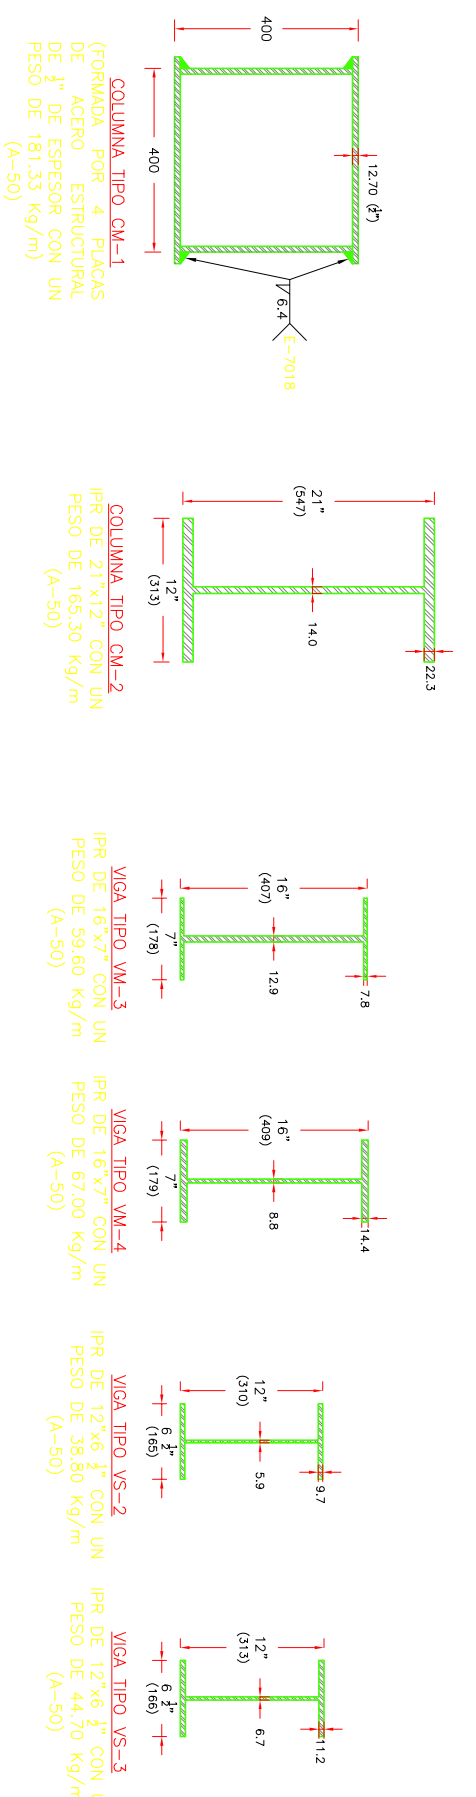 400
400
12.70 (½")
6.4
E-7018
COLUMNA TIPO CM-1
(FORMADA POR 4 PLACAS
DE ACERO ESTRUCTURAL
DE ½" DE ESPESOR CON UN
PESO DE 181.33 Kg/m)
(A-50)
21"
(547)
12"
(313)
14.0
22.3
COLUMNA TIPO CM-2
IPR DE 21"x12" CON UN
PESO DE 165.30 Kg/m
(A-50)
16"
(407)
7"
(178)
12.9
7.8
VIGA TIPO VM-3
IPR DE 16"x7" CON UN
PESO DE 59.60 Kg/m
(A-50)
16"
(409)
7"
(179)
8.8
14.4
VIGA TIPO VM-4
IPR DE 16"x7" CON UN
PESO DE 67.00 Kg/m
(A-50)
12"
(310)
6 ½"
(165)
5.9
9.7
VIGA TIPO VS-2
IPR DE 12"x6 ½" CON UN
PESO DE 38.80 Kg/m
(A-50)
12"
(313)
6 ½"
(166)
6.7
11.2
VIGA TIPO VS-3
IPR DE 12"x6 ½" CON
PESO DE 44.70 Kg/m
(A-50)